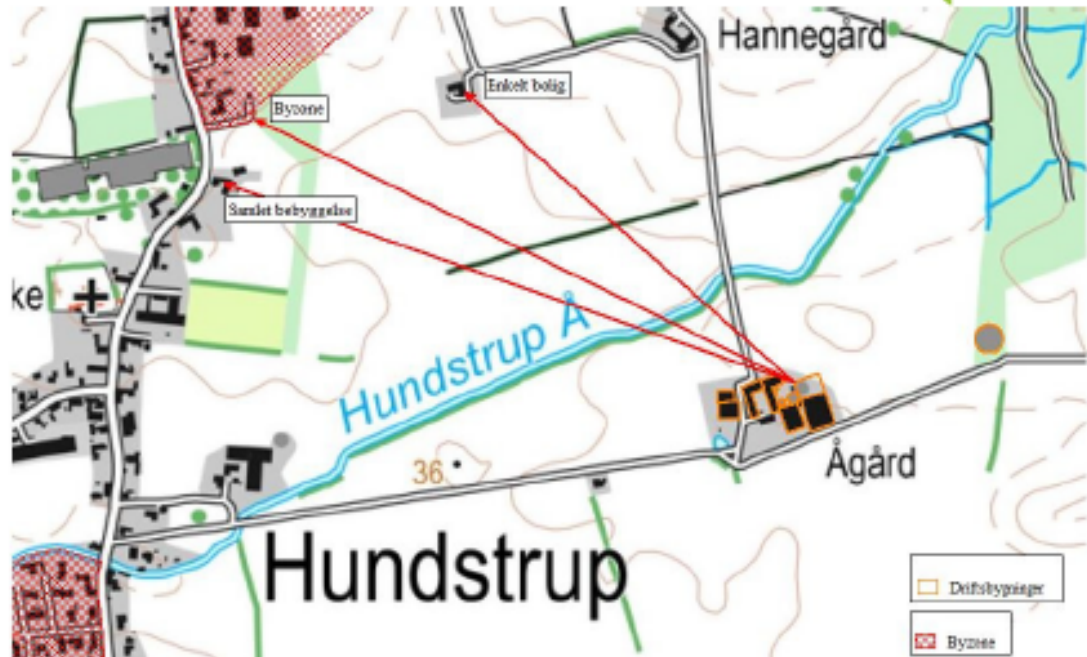 Hannegård
Enkelt bolig
Byzone
Samlet bebyggelse
ke
Hundstrup Å
36
Ågård
Hundstrup
Driftsbygninger
Byzone